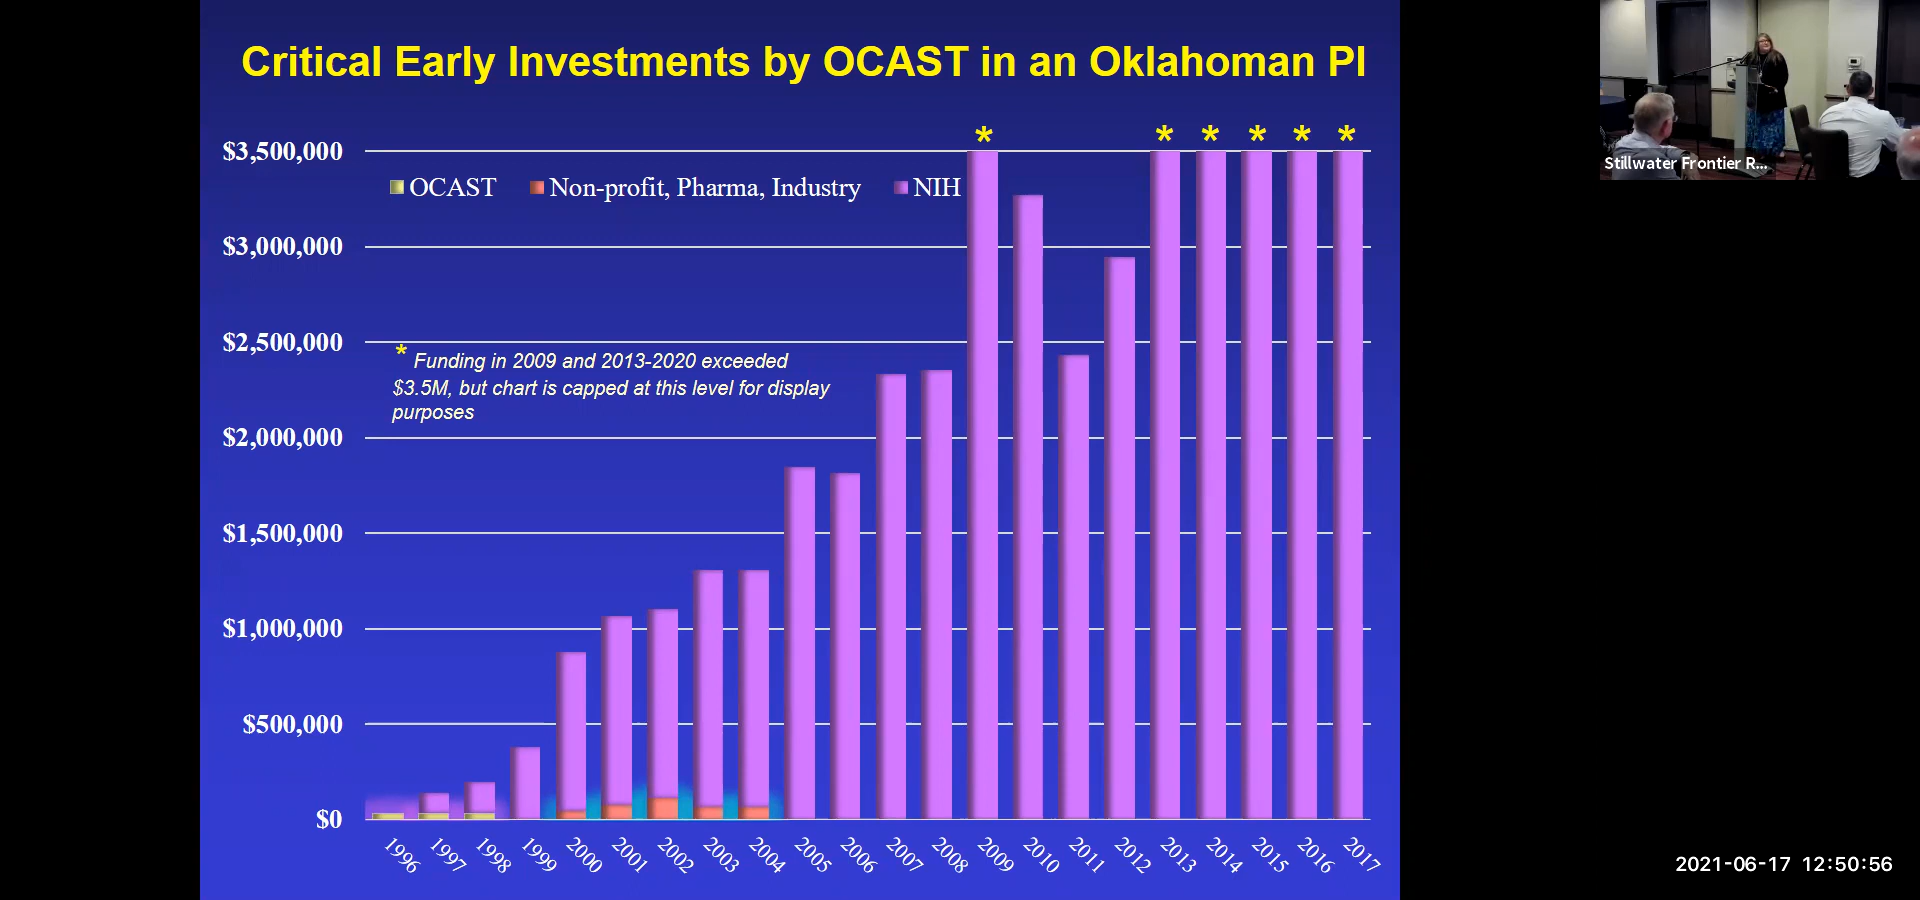 Critical Early Investments by OCAST in an Oklahoman PI
* * * * * *
$3,500,000
OCAST Non-profit, Pharma, Industry NIH
$3,000,000
$2,500,000
* Funding in 2009 and 2013-2020 exceeded
$3.5M, but chart is capped at this level for display
purposes
$2,000,000
$1,500,000
$1,000,000
$500,000
$0
1996 1997 1998 1999 2000 2001 2002 2003 2004 2005 2006 2007 2008 2009 2010 2011 2012 2013 2014 2015 2016 2017
Stillwater Frontier R...
2021-06-17 12:50:56